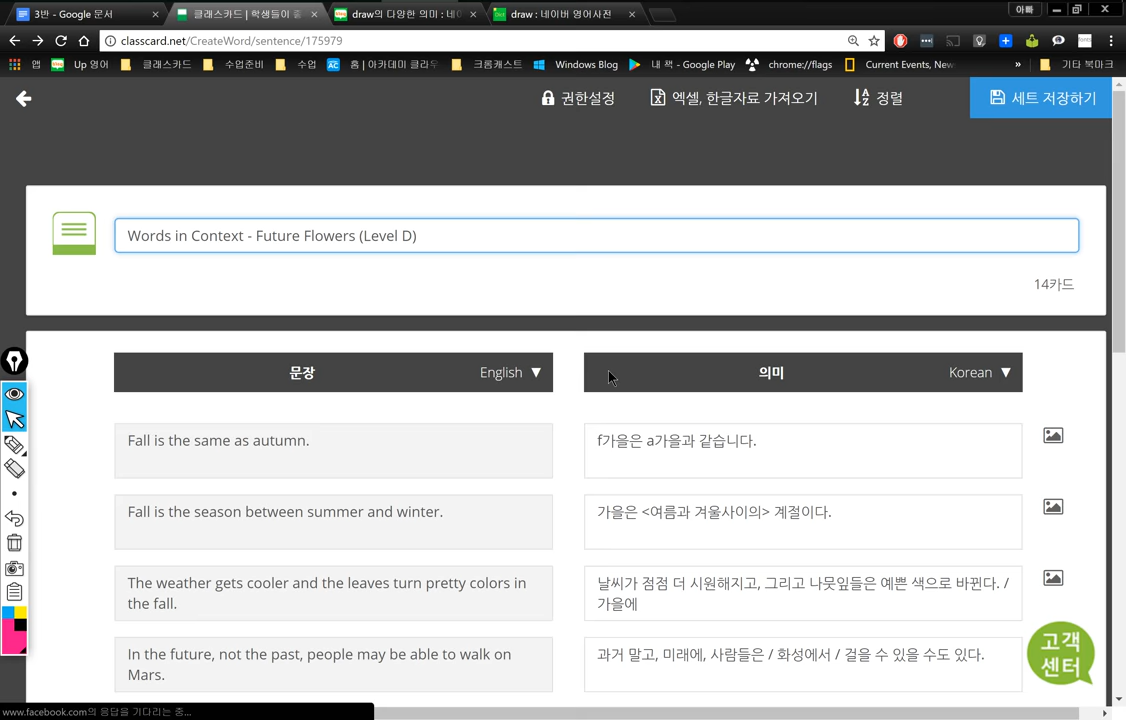 3반 - Google 문서
클래스카드 | 학생들이 좋
draw의 다양한 의미 : 네이
draw : 네이버 영어사전
아빠
classcard.net/CreateWord/sentence/175979
앱
Up 영어
클래스카드
수업준비
수업
홈 | 아카데미 클라우
크롬캐스트
Windows Blog
내 책 - Google Play
chrome://flags
Current Events, New
기타 북마크
권한설정
엑셀, 한글자료 가져오기
정렬
세트 저장하기
Words in Context - Future Flowers (Level D)
14카드
문장
English ▼
의미
Korean ▼
Fall is the same as autumn.
f가을은 a가을과 같습니다.
Fall is the season between summer and winter.
가을은 <여름과 겨울사이의> 계절이다.
The weather gets cooler and the leaves turn pretty colors in
the fall.
날씨가 점점 더 시원해지고, 그리고 나뭇잎들은 예쁜 색으로 바뀐다. /
가을에
In the future, not the past, people may be able to walk on
Mars.
과거 말고, 미래에, 사람들은 / 화성에서 / 걸을 수 있을 수도 있다.
고객
센터
www.facebook.com의 응답을 기다리는 중...